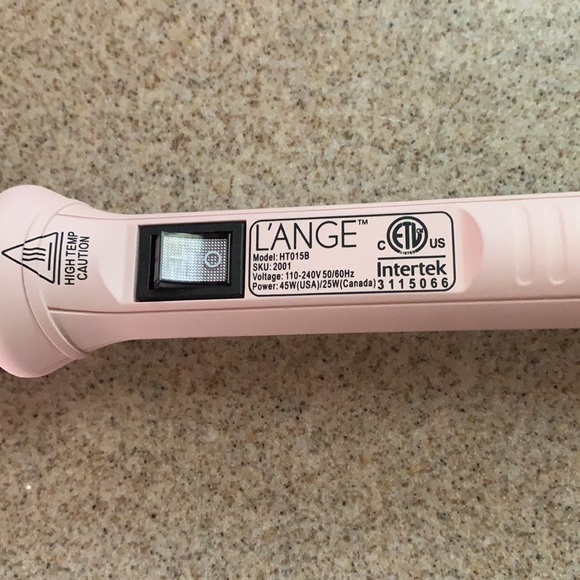 HIGH TEMP
CAUTION
L'ANGE™
Model: HT015B
SKU: 2001
Voltage: 110-240V 50/60Hz
Power: 45W(USA)/25W(Canada)
C ETL US
Intertek
3115066